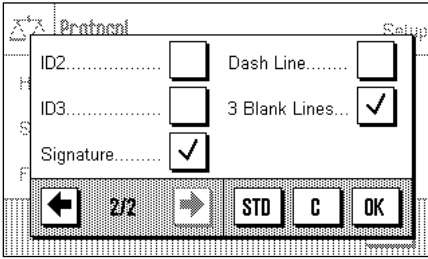 Protocol
Setup
ID2.................. Dash Line........
ID3.................. 3 Blank Lines...
Signature.........
2/2 STD C OK